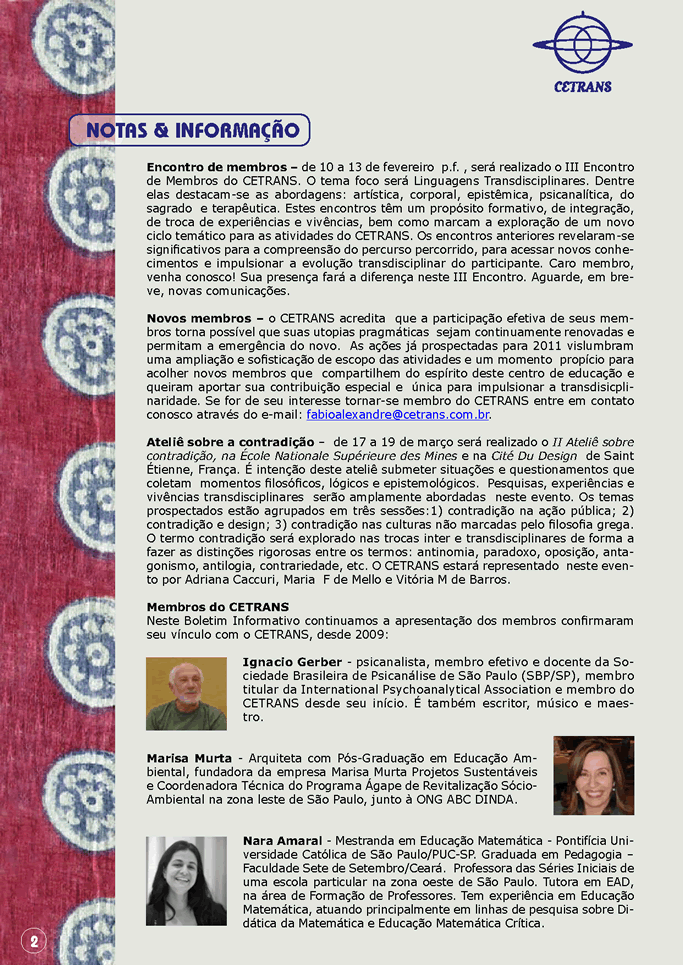 CETRANS
NOTAS & INFORMAÇÃO
Encontro de membros – de 10 a 13 de fevereiro p.f. , será realizado o III Encontro
de Membros do CETRANS. O tema foco será Linguagens Transdisciplinares. Dentre
elas destacam-se as abordagens: artística, corporal, epistêmica, psicanalítica, do
sagrado e terapêutica. Estes encontros têm um propósito formativo, de integração,
de troca de experiências e vivências, bem como marcam a exploração de um novo
ciclo temático para as atividades do CETRANS. Os encontros anteriores revelaram-se
significativos para a compreensão do percurso percorrido, para acessar novos conhe-
cimentos e impulsionar a evolução transdisciplinar do participante. Caro membro,
venha conosco! Sua presença fará a diferença neste III Encontro. Aguarde, em bre-
ve, novas comunicações.
Novos membros – o CETRANS acredita que a participação efetiva de seus mem-
bros torna possível que suas utopias pragmáticas sejam continuamente renovadas e
permitam a emergência do novo. As ações já prospectadas para 2011 vislumbram
uma ampliação e sofisticação de escopo das atividades e um momento propício para
acolher novos membros que compartilhem do espírito deste centro de educação e
queiram aportar sua contribuição especial e única para impulsionar a transdisicpli-
naridade. Se for de seu interesse tornar-se membro do CETRANS entre em contato
conosco através do e-mail: fabioalexandre@cetrans.com.br.
Ateliê sobre a contradição – de 17 a 19 de março será realizado o II Ateliê sobre
contradição, na École Nationale Supérieure des Mines e na Cité Du Design de Saint
Étienne, França. É intenção deste ateliê submeter situações e questionamentos que
coletam momentos filosóficos, lógicos e epistemológicos. Pesquisas, experiências e
vivências transdisciplinares serão amplamente abordadas neste evento. Os temas
prospectados estão agrupados em três sessões:1) contradição na ação pública; 2)
contradição e design; 3) contradição nas culturas não marcadas pelo filosofia grega.
O termo contradição será explorado nas trocas inter e transdisciplinares de forma a
fazer as distinções rigorosas entre os termos: antinomia, paradoxo, oposição, anta-
gonismo, antilogia, contrariedade, etc. O CETRANS estará representado neste even-
to por Adriana Caccuri, Maria F de Mello e Vitória M de Barros.
Membros do CETRANS
Neste Boletim Informativo continuamos a apresentação dos membros confirmaram
seu vínculo com o CETRANS, desde 2009:
Ignacio Gerber - psicanalista, membro efetivo e docente da So-
ciedade Brasileira de Psicanálise de São Paulo (SBP/SP), membro
titular da International Psychoanalytical Association e membro do
CETRANS desde seu início. É também escritor, músico e maes-
tro.
Marisa Murta - Arquiteta com Pós-Graduação em Educação Am-
biental, fundadora da empresa Marisa Murta Projetos Sustentáveis
e Coordenadora Técnica do Programa Ágape de Revitalização Sócio-
Ambiental na zona leste de São Paulo, junto à ONG ABC DINDA.
Nara Amaral - Mestranda em Educação Matemática - Pontifícia Uni-
versidade Católica de São Paulo/PUC-SP. Graduada em Pedagogia –
Faculdade Sete de Setembro/Ceará. Professora das Séries Iniciais de
uma escola particular na zona oeste de São Paulo. Tutora em EAD,
na área de Formação de Professores. Tem experiência em Educação
Matemática, atuando principalmente em linhas de pesquisa sobre Di-
dática da Matemática e Educação Matemática Crítica.
2